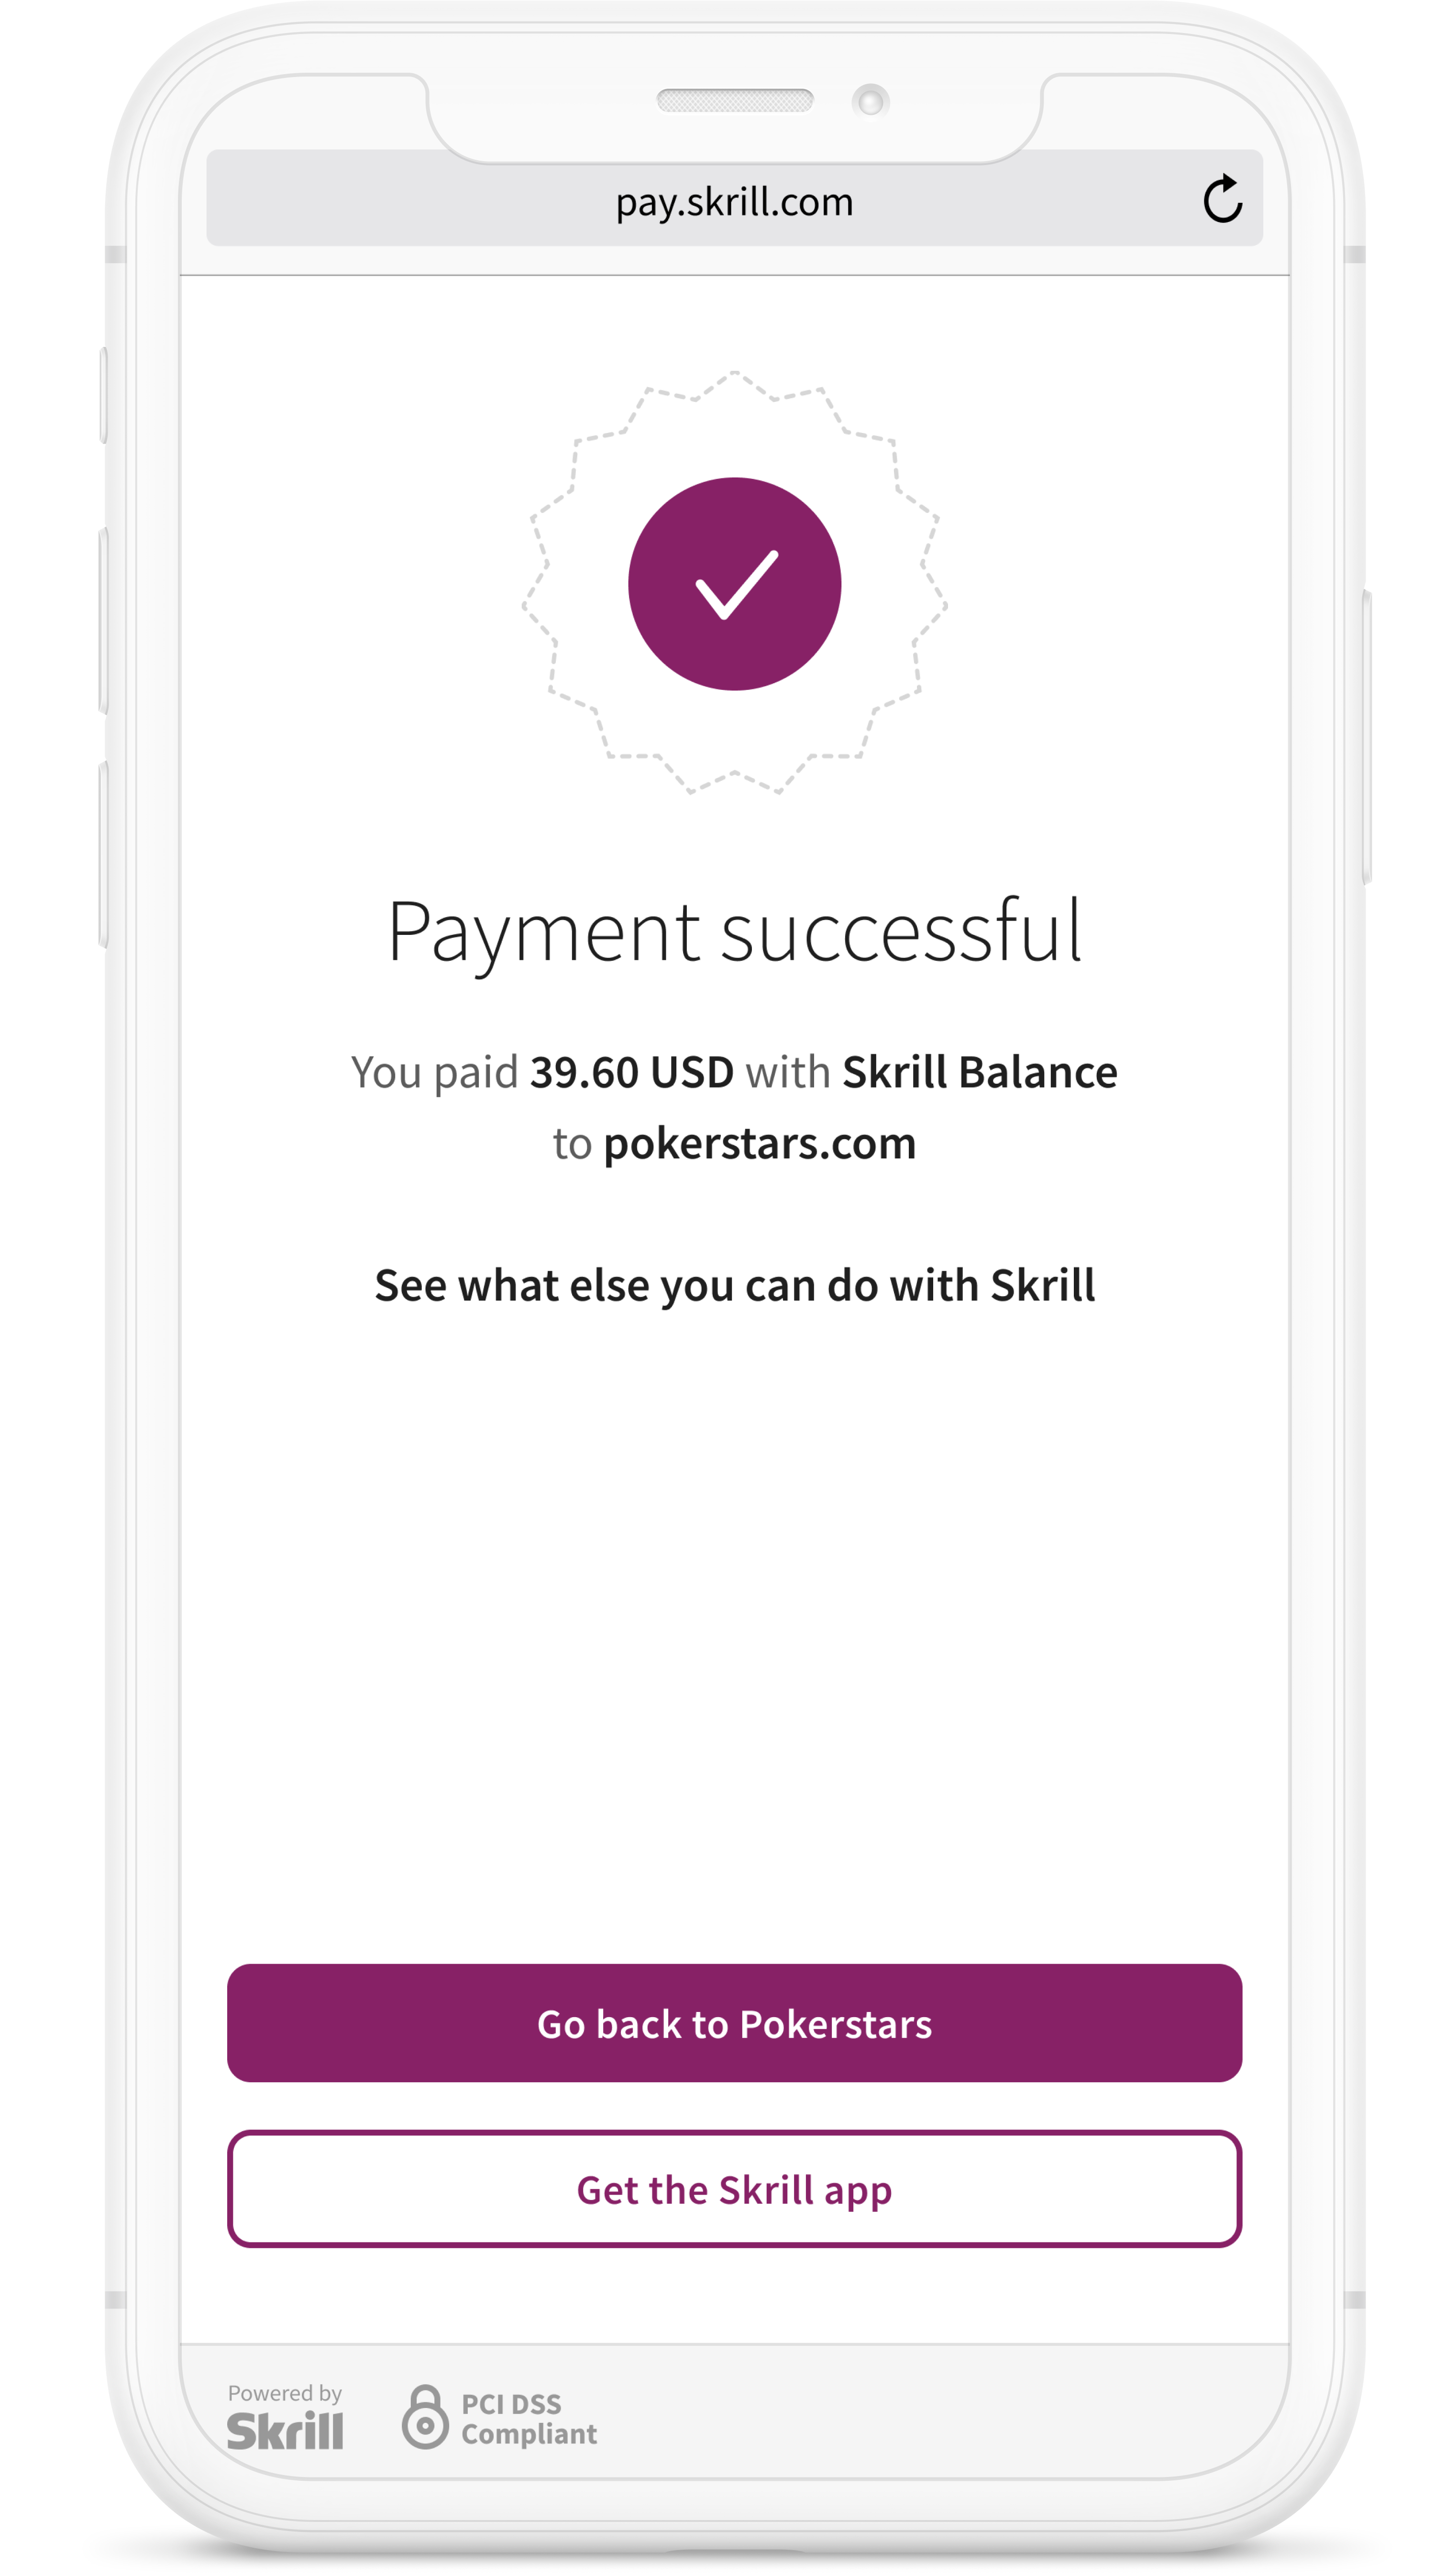 pay.skrill.com
Payment successful
You paid 39.60 USD with Skrill Balance
to pokerstars.com
See what else you can do with Skrill
Go back to Pokerstars
Get the Skrill app
Powered by
Skrill
PCI DSS
Compliant